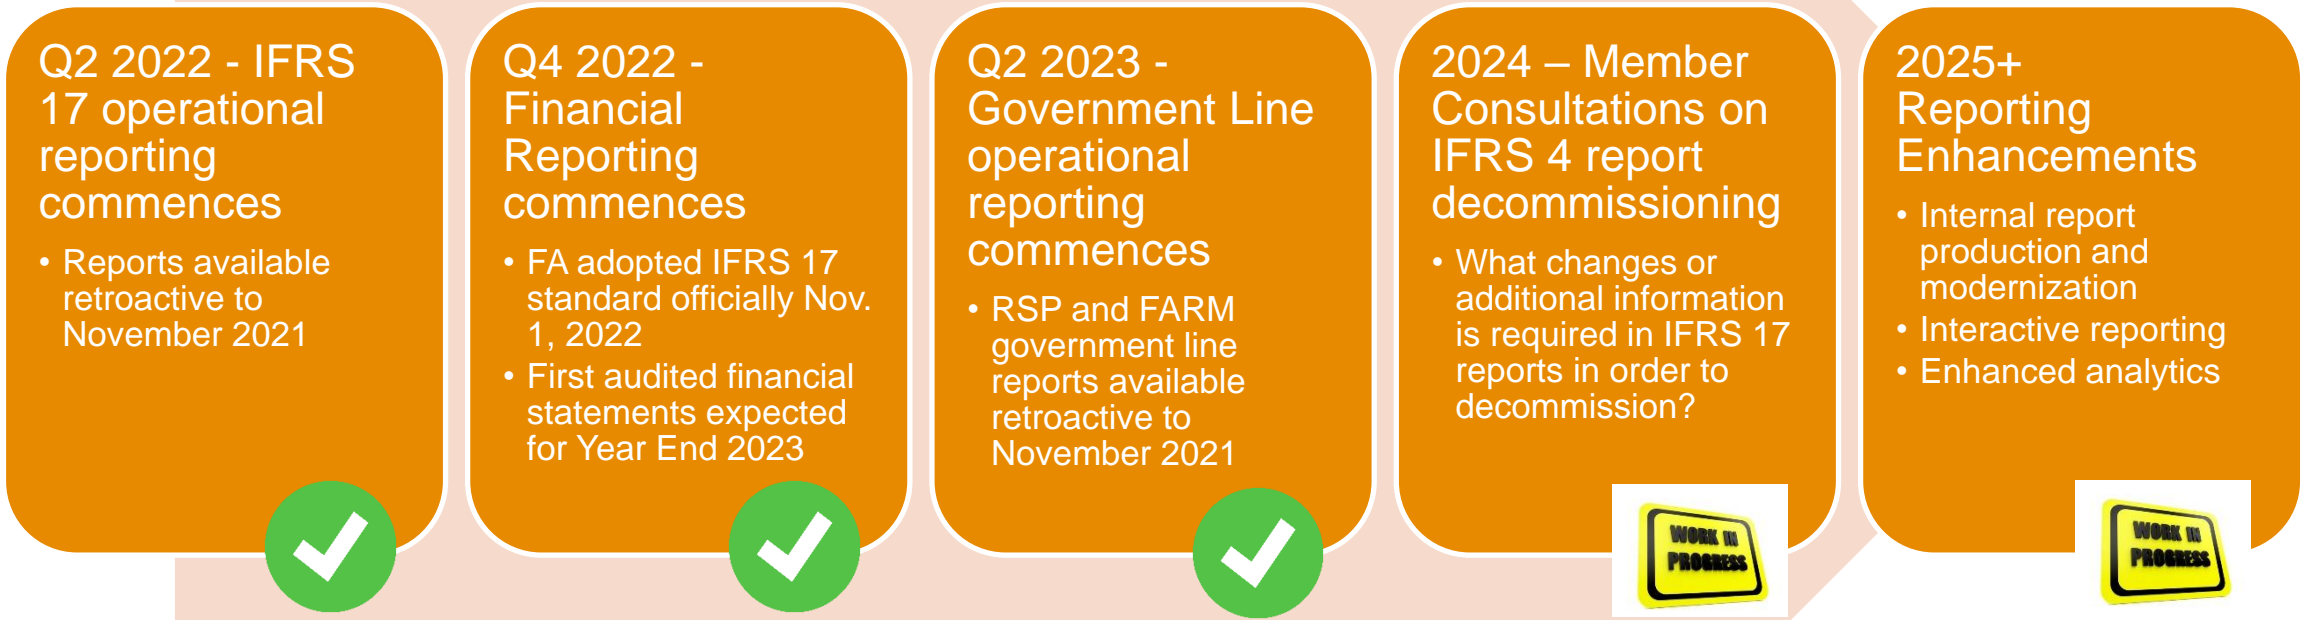 Q2 2022 - IFRS
17 operational
reporting
commences
• Reports available
retroactive to
November 2021
Q4 2022 -
Financial
Reporting
commences
• FA adopted IFRS 17
standard officially Nov.
1, 2022
• First audited financial
statements expected
for Year End 2023
Q2 2023 -
Government Line
operational
reporting
commences
• RSP and FARM
government line
reports available
retroactive to
November 2021
2024 – Member
Consultations on
IFRS 4 report
decommissioning
• What changes or
additional information
is required in IFRS 17
reports in order to
decommission?
WORK IN
PROGRESS
2025+
Reporting
Enhancements
• Internal report
production and
modernization
• Interactive reporting
• Enhanced analytics
WORK IN
PROGRESS